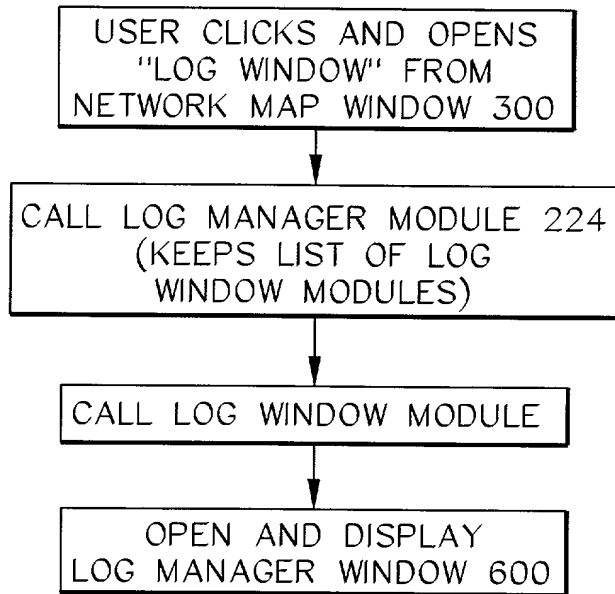 USER CLICKS AND OPENS
"LOG WINDOW" FROM
NETWORK MAP WINDOW 300
CALL LOG MANAGER MODULE 224
(KEEPS LIST OF LOG
WINDOW MODULES)
CALL LOG WINDOW MODULE
OPEN AND DISPLAY
LOG MANAGER WINDOW 600